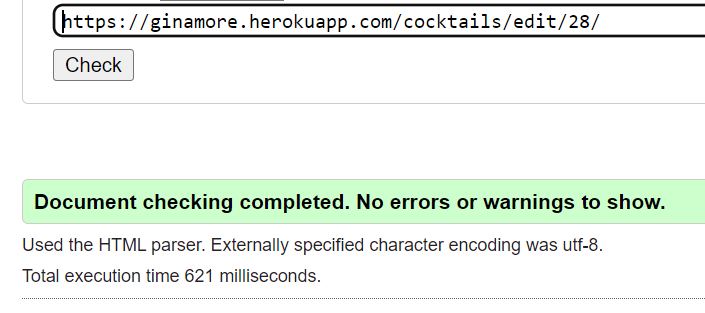 https://ginamore.herokuapp.com/cocktails/edit/28/
Check
Document checking completed. No errors or warnings to show.
Used the HTML parser. Externally specified character encoding was utf-8.
Total execution time 621 milliseconds.